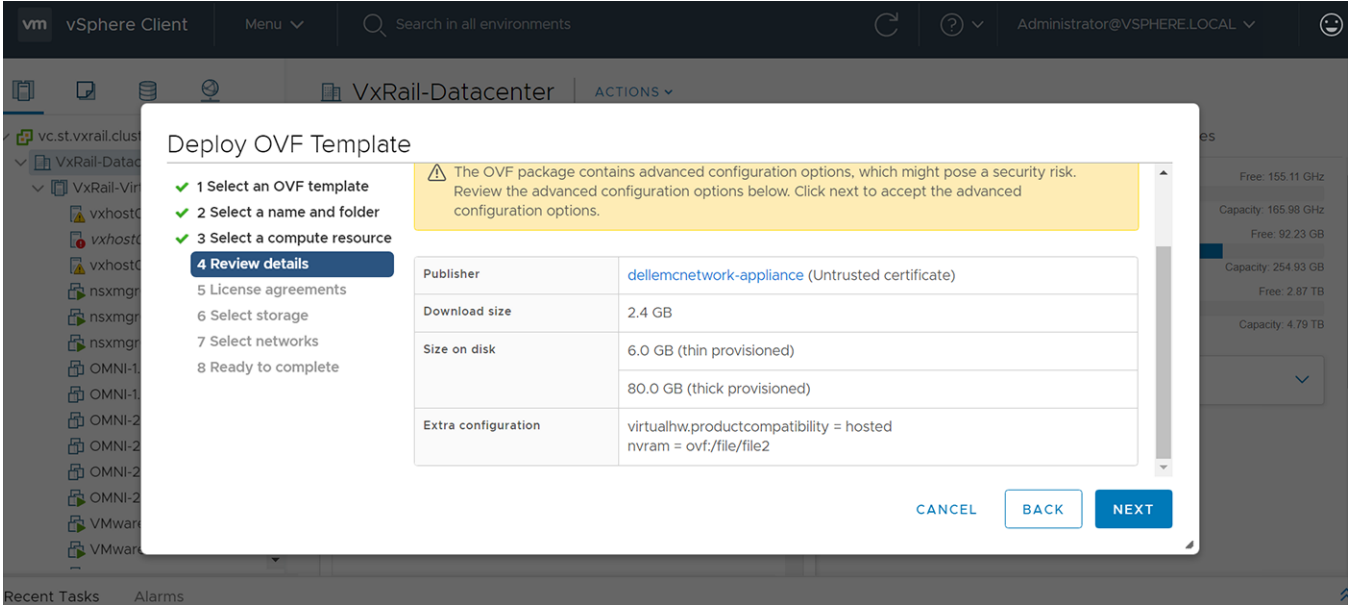 vm vSphere Client Menu Search in all environments Administrator@VSPHERE.LOCAL
VxRail-Datacenter ACTIONS
vc.st.vxrail.clust
VxRail-Datac
VxRail-Vir
vxhost
vxhost
vxhost
nsxmgr
nsxmgr
nsxmgr
OMNI-1.
OMNI-1.
OMNI-2
OMNI-2
OMNI-2
OMNI-2
VMware
VMware
Deploy OVF Template
1 Select an OVF template
2 Select a name and folder
3 Select a compute resource
4 Review details
5 License agreements
6 Select storage
7 Select networks
8 Ready to complete
The OVF package contains advanced configuration options, which might pose a security risk.
Review the advanced configuration options below. Click next to accept the advanced
configuration options.
Publisher dellemcnetwork-appliance (Untrusted certificate)
Download size 2.4 GB
Size on disk 6.0 GB (thin provisioned)
80.0 GB (thick provisioned)
Extra configuration virtualhw.productcompatibility = hosted
nvram = ovf:/file/file2
CANCEL BACK NEXT
es
Free: 155.11 GHz
Capacity: 165.98 GHz
Free: 92.23 GB
Capacity: 254.93 GB
Free: 2.87 TB
Capacity: 4.79 TB
Recent Tasks Alarms